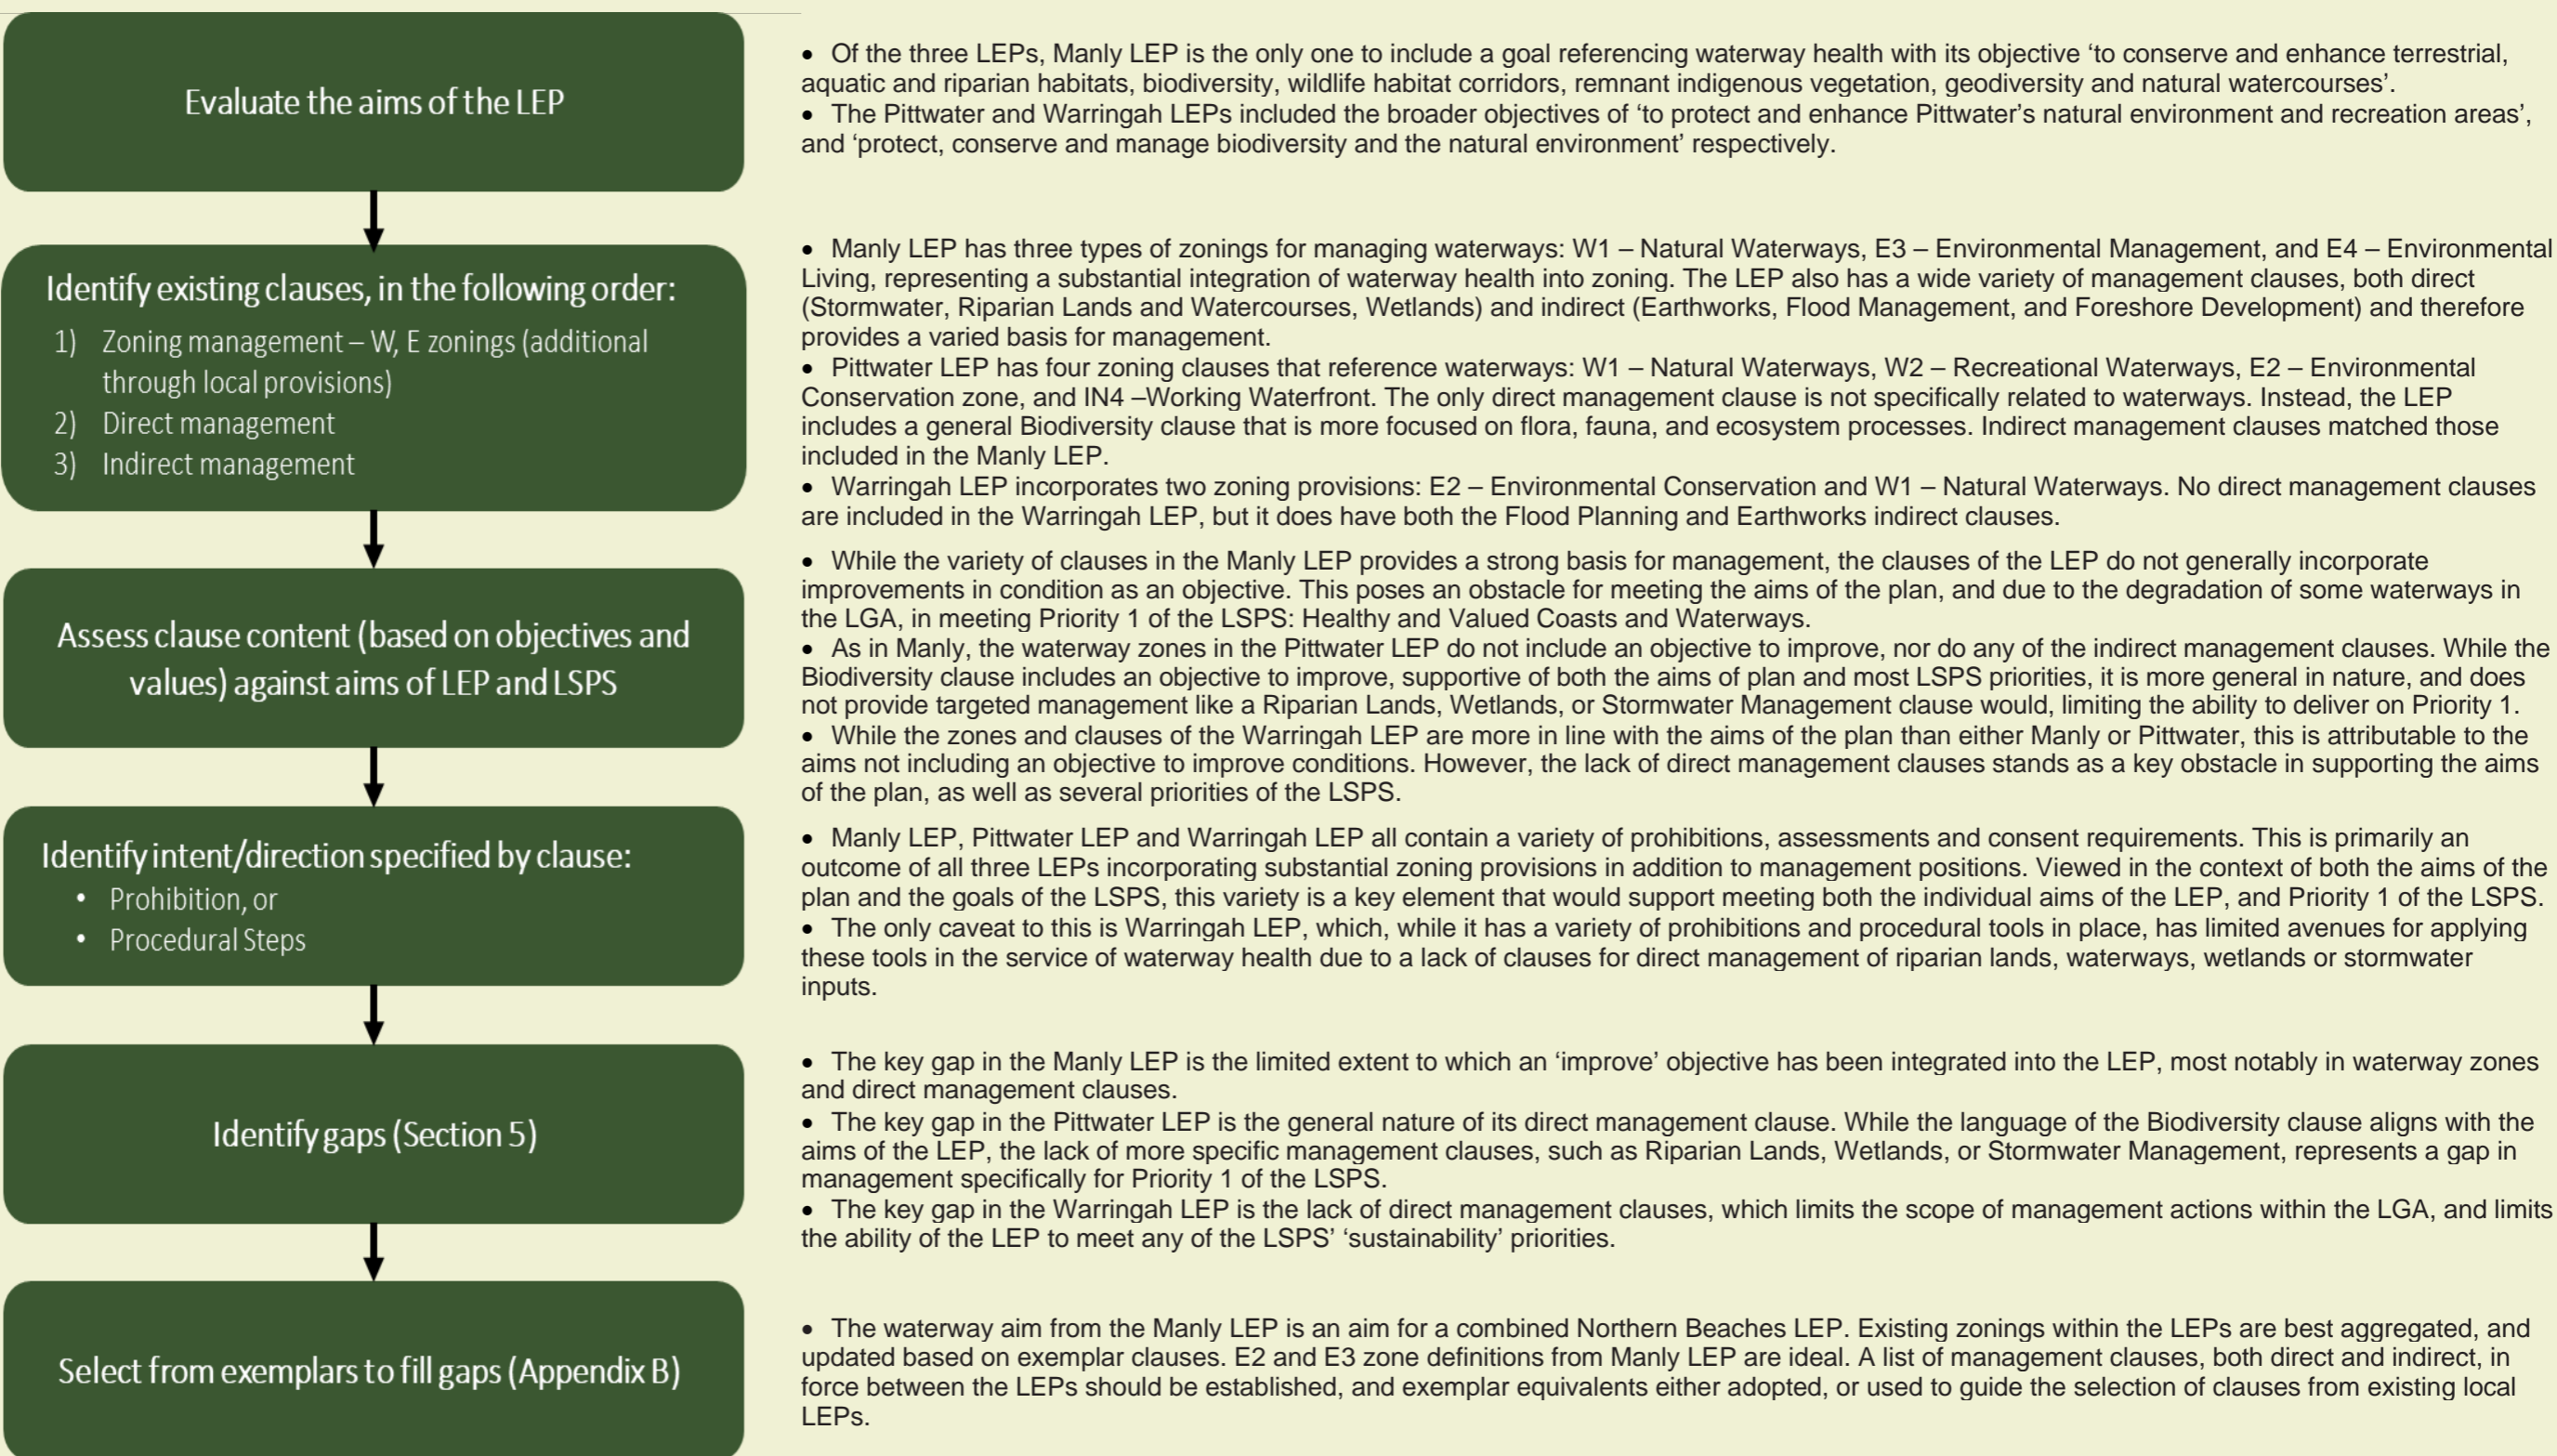 Evaluate the aims of the LEP
• Of the three LEPs, Manly LEP is the only one to include a goal referencing waterway health with its objective ‘to conserve and enhance terrestrial,
aquatic and riparian habitats, biodiversity, wildlife habitat corridors, remnant indigenous vegetation, geodiversity and natural watercourses’.
• The Pittwater and Warringah LEPs included the broader objectives of ‘to protect and enhance Pittwater’s natural environment and recreation areas’,
and ‘protect, conserve and manage biodiversity and the natural environment’ respectively.
Identify existing clauses, in the following order:
1) Zoning management – W, E zonings (additional
through local provisions)
2) Direct management
3) Indirect management
• Manly LEP has three types of zonings for managing waterways: W1 – Natural Waterways, E3 – Environmental Management, and E4 – Environmental
Living, representing a substantial integration of waterway health into zoning. The LEP also has a wide variety of management clauses, both direct
(Stormwater, Riparian Lands and Watercourses, Wetlands) and indirect (Earthworks, Flood Management, and Foreshore Development) and therefore
provides a varied basis for management.
• Pittwater LEP has four zoning clauses that reference waterways: W1 – Natural Waterways, W2 – Recreational Waterways, E2 – Environmental
Conservation zone, and IN4 –Working Waterfront. The only direct management clause is not specifically related to waterways. Instead, the LEP
includes a general Biodiversity clause that is more focused on flora, fauna, and ecosystem processes. Indirect management clauses matched those
included in the Manly LEP.
• Warringah LEP incorporates two zoning provisions: E2 – Environmental Conservation and W1 – Natural Waterways. No direct management clauses
are included in the Warringah LEP, but it does have both the Flood Planning and Earthworks indirect clauses.
Assess clause content (based on objectives and
values) against aims of LEP and LSPS
• While the variety of clauses in the Manly LEP provides a strong basis for management, the clauses of the LEP do not generally incorporate
improvements in condition as an objective. This poses an obstacle for meeting the aims of the plan, and due to the degradation of some waterways in
the LGA, in meeting Priority 1 of the LSPS: Healthy and Valued Coasts and Waterways.
• As in Manly, the waterway zones in the Pittwater LEP do not include an objective to improve, nor do any of the indirect management clauses. While the
Biodiversity clause includes an objective to improve, supportive of both the aims of plan and most LSPS priorities, it is more general in nature, and does
not provide targeted management like a Riparian Lands, Wetlands, or Stormwater Management clause would, limiting the ability to deliver on Priority 1.
• While the zones and clauses of the Warringah LEP are more in line with the aims of the plan than either Manly or Pittwater, this is attributable to the
aims not including an objective to improve conditions. However, the lack of direct management clauses stands as a key obstacle in supporting the aims
of the plan, as well as several priorities of the LSPS.
Identify intent/direction specified by clause:
• Prohibition, or
• Procedural Steps
• Manly LEP, Pittwater LEP and Warringah LEP all contain a variety of prohibitions, assessments and consent requirements. This is primarily an
outcome of all three LEPs incorporating substantial zoning provisions in addition to management positions. Viewed in the context of both the aims of the
plan and the goals of the LSPS, this variety is a key element that would support meeting both the individual aims of the LEP, and Priority 1 of the LSPS.
• The only caveat to this is Warringah LEP, which, while it has a variety of prohibitions and procedural tools in place, has limited avenues for applying
these tools in the service of waterway health due to a lack of clauses for direct management of riparian lands, waterways, wetlands or stormwater
inputs.
Identify gaps (Section 5)
• The key gap in the Manly LEP is the limited extent to which an ‘improve’ objective has been integrated into the LEP, most notably in waterway zones
and direct management clauses.
• The key gap in the Pittwater LEP is the general nature of its direct management clause. While the language of the Biodiversity clause aligns with the
aims of the LEP, the lack of more specific management clauses, such as Riparian Lands, Wetlands, or Stormwater Management, represents a gap in
management specifically for Priority 1 of the LSPS.
• The key gap in the Warringah LEP is the lack of direct management clauses, which limits the scope of management actions within the LGA, and limits
the ability of the LEP to meet any of the LSPS’ ‘sustainability’ priorities.
Select from exemplars to fill gaps (Appendix B)
• The waterway aim from the Manly LEP is an aim for a combined Northern Beaches LEP. Existing zonings within the LEPs are best aggregated, and
updated based on exemplar clauses. E2 and E3 zone definitions from Manly LEP are ideal. A list of management clauses, both direct and indirect, in
force between the LEPs should be established, and exemplar equivalents either adopted, or used to guide the selection of clauses from existing local
LEPs.